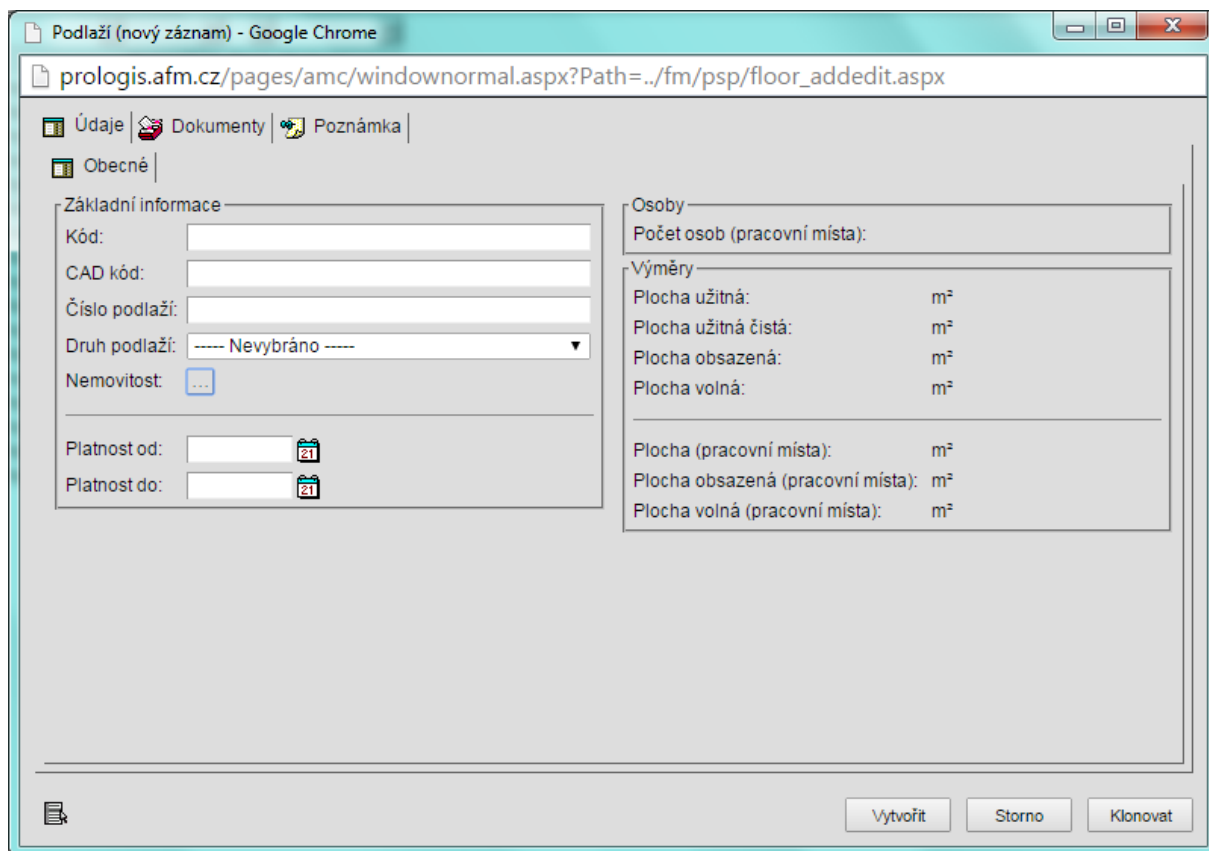 Podlaží (nový záznam) - Google Chrome
prologis.afm.cz/pages/amc/windownormal.aspx?Path=../fm/psp/floor_addedit.aspx
Údaje Dokumenty Poznámka
Obecné
Základní informace
Kód:
CAD kód:
Číslo podlaží:
Druh podlaží: ----- Nevybráno -----
Nemovitost: ...
Platnost od: 21
Platnost do: 21
Osoby
Počet osob (pracovní místa):
Výměry
Plocha užitná: m²
Plocha užitná čistá: m²
Plocha obsazená: m²
Plocha volná: m²
Plocha (pracovní místa): m²
Plocha obsazená (pracovní místa): m²
Plocha volná (pracovní místa): m²
Vytvořit Storno Klonovat